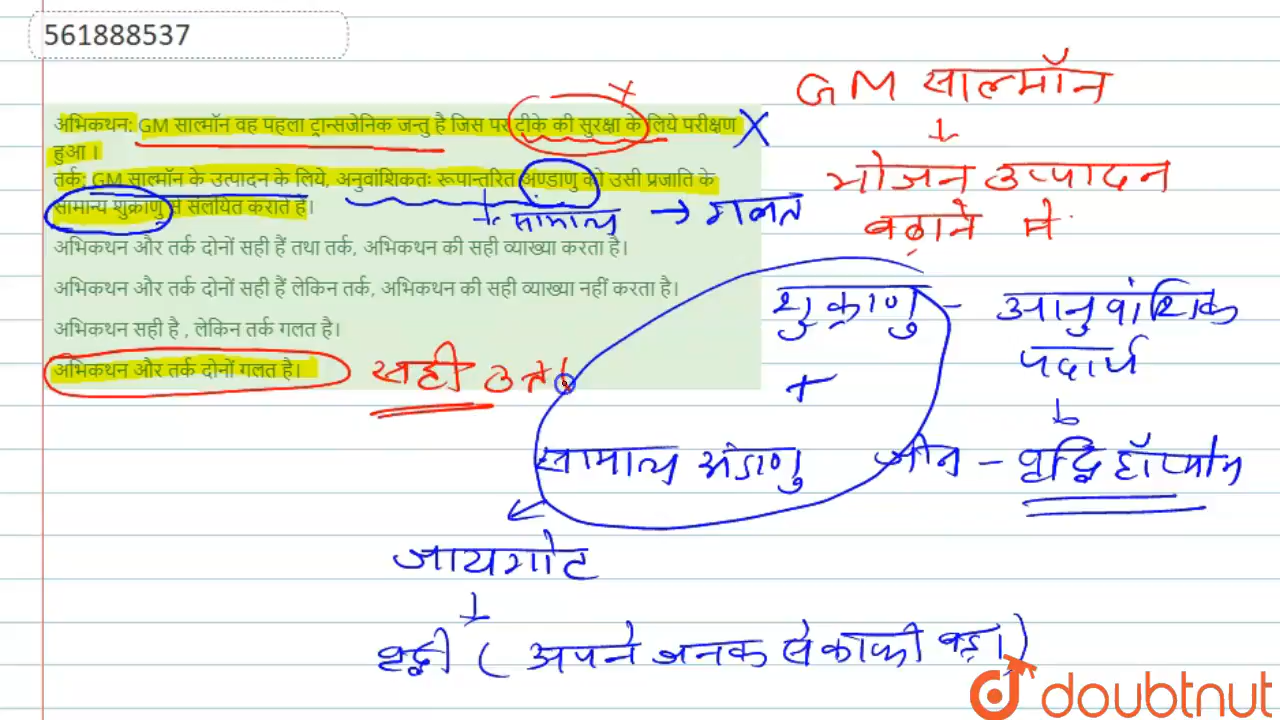 561888537
अभिकथन: GM साल्मॉन वह पहला ट्रान्सजेनिक जन्तु है जिस पर टीके की सुरक्षा के लिये परीक्षण
हुआ ।
तर्क: GM साल्मॉन के उत्पादन के लिये, अनुवांशिकतः रूपान्तरित अण्डाणु को उसी प्रजाति के
सामान्य शुक्राणु से संलयित कराते हैं।
सामान्य → गलत
अभिकथन और तर्क दोनों सही हैं तथा तर्क, अभिकथन की सही व्याख्या करता है।
अभिकथन और तर्क दोनों सही हैं लेकिन तर्क, अभिकथन की सही व्याख्या नहीं करता है।
अभिकथन सही है , लेकिन तर्क गलत है।
अभिकथन और तर्क दोनों गलत है।
सही उत्त
GM साल्मॉन
भोजन उत्पादन
बढ़ाने में
शुक्राणु - आनुवांशिक
पदार्थ
+
सामान्य अंडाणु
जीन - वृद्धि हॉर्मोन
जायगोट
वृद्धी ( अपने जनक से काफी बड़ा )
doubtnut